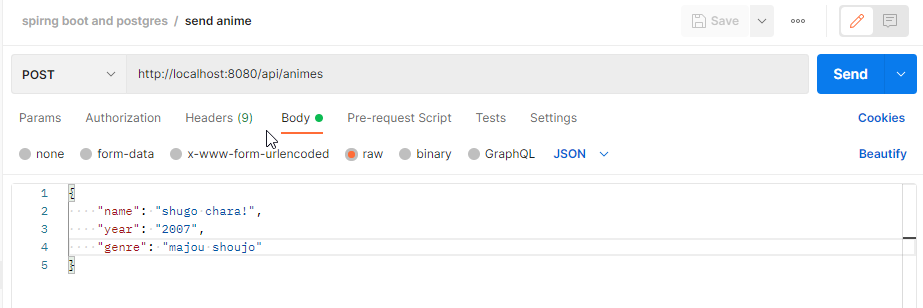 spirng boot and postgres / send anime
Save
POST
http://localhost:8080/api/animes
Send
Params Authorization Headers (9) Body Pre-request Script Tests Settings Cookies
none form-data x-www-form-urlencoded raw binary GraphQL JSON Beautify
1 {
2 "name": "shugo chara!",
3 "year": "2007",
4 "genre": "majou shoujo"
5 }